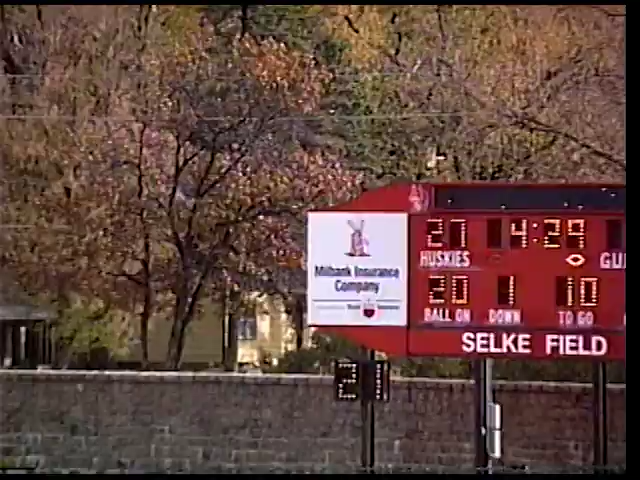 27 4:29
HUSKIES GU
Milbank Insurance
Company
20 1 10
BALL ON DOWN TO GO
SELKE FIELD
2